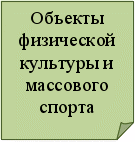 Объекты
физической
культуры и
массового
спорта